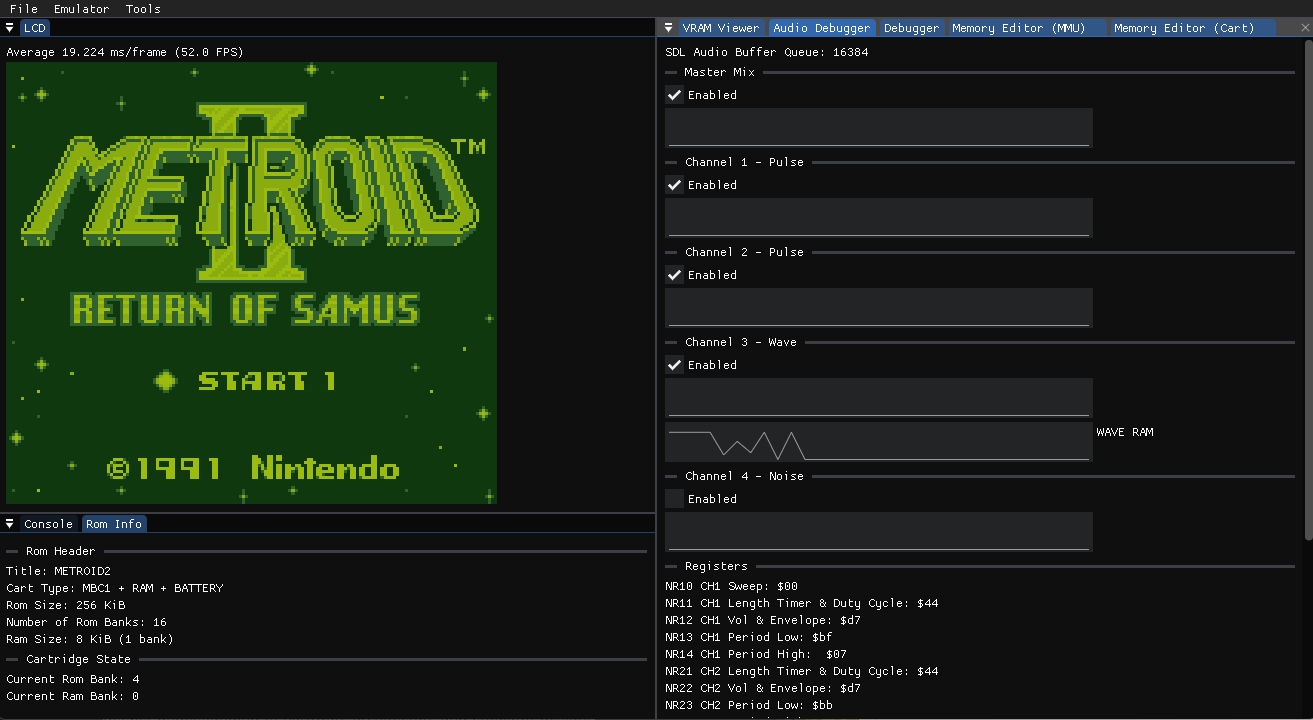 File Emulator Tools
LCD
Average 19.224 ms/frame (52.0 FPS)
II
METROID™
RETURN OF SAMUS
START 1
©1991 Nintendo
Console Rom Info
Rom Header
Title: METROID2
Cart Type: MBC1 + RAM + BATTERY
Rom Size: 256 KiB
Number of Rom Banks: 16
Ram Size: 8 KiB (1 bank)
Cartridge State
Current Rom Bank: 4
Current Ram Bank: 0
VRAM Viewer Audio Debugger Debugger Memory Editor (MMU) Memory Editor (Cart)
SDL Audio Buffer Queue: 16384
Master Mix
Enabled
Channel 1 - Pulse
Enabled
Channel 2 - Pulse
Enabled
Channel 3 - Wave
Enabled
WAVE RAM
Channel 4 - Noise
Enabled
Registers
NR10 CH1 Sweep: $00
NR11 CH1 Length Timer & Duty Cycle: $44
NR12 CH1 Vol & Envelope: $d7
NR13 CH1 Period Low: $bf
NR14 CH1 Period High:  $07
NR21 CH2 Length Timer & Duty Cycle: $44
NR22 CH2 Vol & Envelope: $d7
NR23 CH2 Period Low: $bb